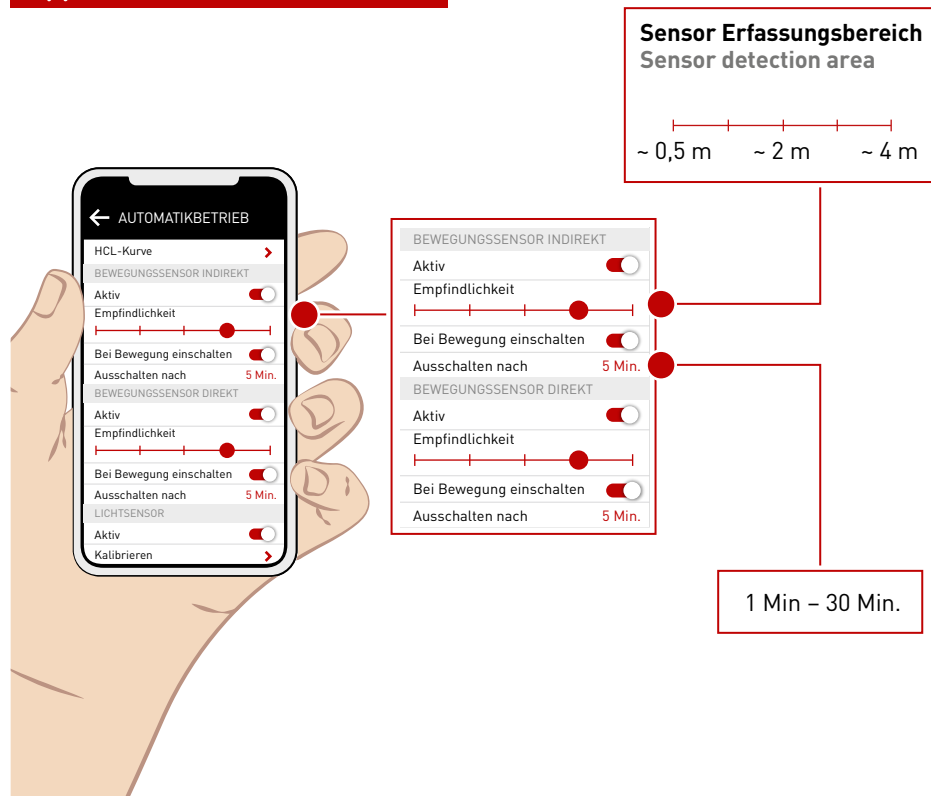 Sensor Erfassungsbereich
Sensor detection area
~ 0,5 m ~ 2 m ~ 4 m
AUTOMATIKBETRIEB
HCL-Kurve
BEWEGUNGSSENSOR INDIREKT
Aktiv
Empfindlichkeit
Bei Bewegung einschalten
Ausschalten nach 5 Min.
BEWEGUNGSSENSOR DIREKT
Aktiv
Empfindlichkeit
Bei Bewegung einschalten
Ausschalten nach 5 Min.
LICHTSENSOR
Aktiv
Kalibrieren
BEWEGUNGSSENSOR INDIREKT
Aktiv
Empfindlichkeit
Bei Bewegung einschalten
Ausschalten nach 5 Min.
BEWEGUNGSSENSOR DIREKT
Aktiv
Empfindlichkeit
Bei Bewegung einschalten
Ausschalten nach 5 Min.
1 Min – 30 Min.